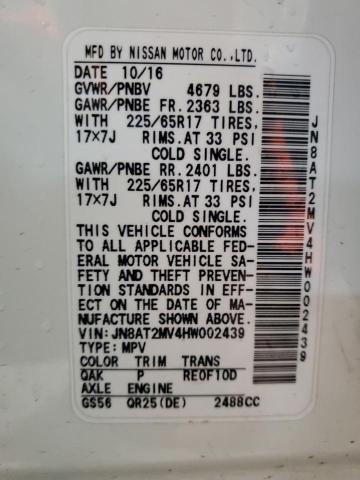 MFD BY NISSAN MOTOR CO.,LTD.
DATE 10/16
GVWR/PNBV 4679 LBS.
GAWR/PNBE FR. 2363 LBS.
WITH 225/65R17 TIRES,
17×7J RIMS.AT 33 PSI
COLD SINGLE.
GAWR/PNBE RR. 2401 LBS.
WITH 225/65R17 TIRES,
17×7J RIMS.AT 33 PSI
COLD SINGLE.
THIS VEHICLE CONFORMS
TO ALL APPLICABLE FED-
ERAL MOTOR VEHICLE SA-
FETY AND THEFT PREVEN-
TION STANDARDS IN EFF-
ECT ON THE DATE OF MA-
NUFACTURE SHOWN ABOVE.
VIN:JN8AT2MV4HW002439
TYPE:MPV
COLOR TRIM TRANS
QAK P RE0F10D
AXLE ENGINE
GS56 QR25(DE) 2488CC
JN8AT2MV4HW002439